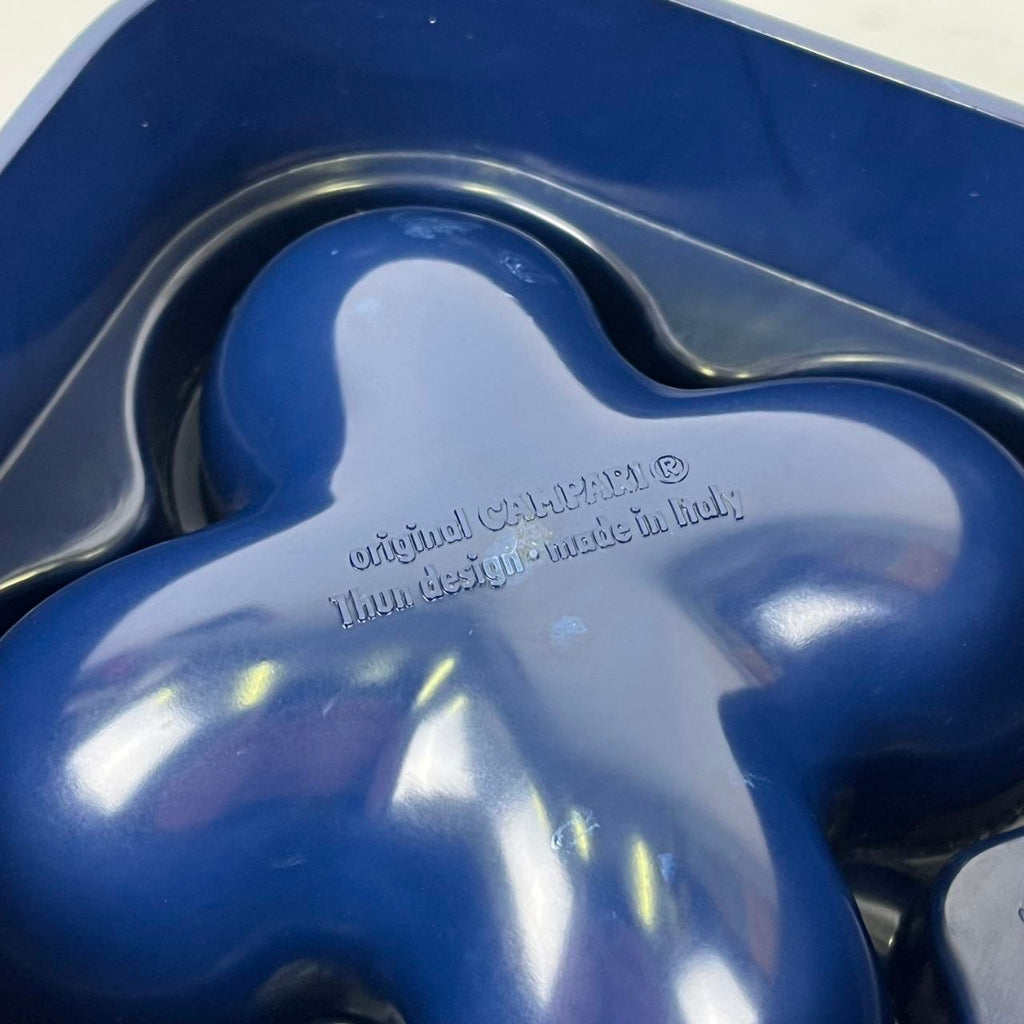 original CAMPARI®
Thun design · made in Italy